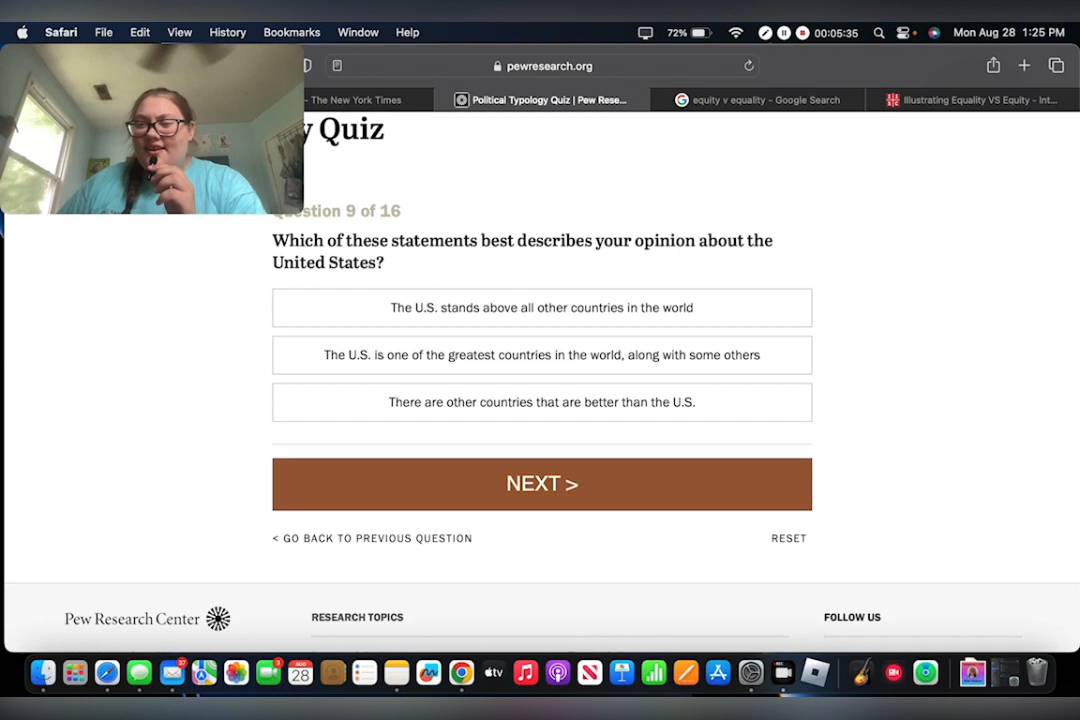 Safari File Edit View History Bookmarks Window Help 72% 00:05:35 Mon Aug 28 1:25 PM
pewresearch.org
- The New York Times Political Typology Quiz | Pew Rese... equity v equality - Google Search Illustrating Equality VS Equity - Int...
y Quiz
Question 9 of 16
Which of these statements best describes your opinion about the
United States?
The U.S. stands above all other countries in the world
The U.S. is one of the greatest countries in the world, along with some others
There are other countries that are better than the U.S.
NEXT >
< GO BACK TO PREVIOUS QUESTION RESET
Pew Research Center RESEARCH TOPICS FOLLOW US
37 3 AUG 28 tv